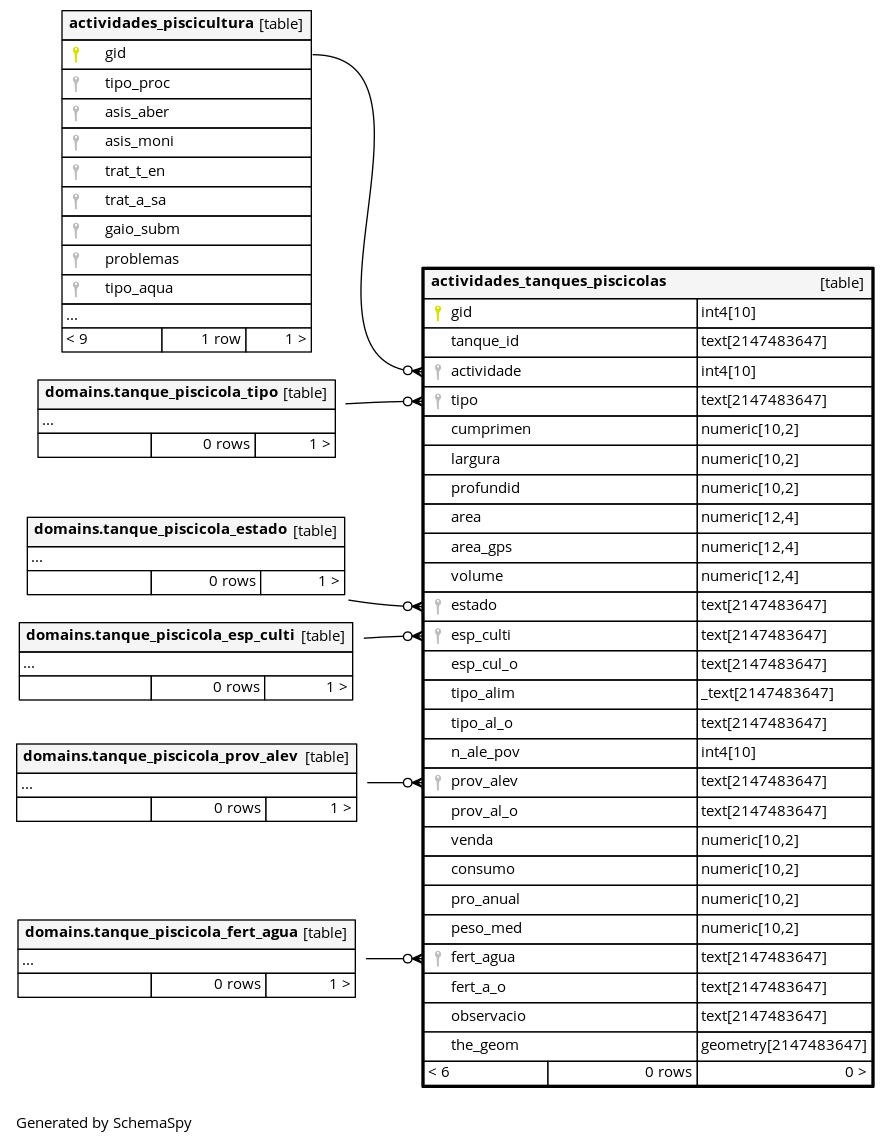 actividades_piscicultura [table]
gid
tipo_proc
asis_aber
asis_moni
trat_t_en
trat_a_sa
gaio_subm
problemas
tipo_aqua
...
< 9 1 row 1 >
domains.tanque_piscicola_tipo [table]
...
0 rows 1 >
domains.tanque_piscicola_estado [table]
...
0 rows 1 >
domains.tanque_piscicola_esp_culti [table]
...
0 rows 1 >
domains.tanque_piscicola_prov_alev [table]
...
0 rows 1 >
domains.tanque_piscicola_fert_agua [table]
...
0 rows 1 >
actividades_tanques_piscicolas [table]
gid int4[10]
tanque_id text[2147483647]
actividade int4[10]
tipo text[2147483647]
cumprimen numeric[10,2]
largura numeric[10,2]
profundid numeric[10,2]
area numeric[12,4]
area_gps numeric[12,4]
volume numeric[12,4]
estado text[2147483647]
esp_culti text[2147483647]
esp_cul_o text[2147483647]
tipo_alim _text[2147483647]
tipo_al_o text[2147483647]
n_ale_pov int4[10]
prov_alev text[2147483647]
prov_al_o text[2147483647]
venda numeric[10,2]
consumo numeric[10,2]
pro_anual numeric[10,2]
peso_med numeric[10,2]
fert_agua text[2147483647]
fert_a_o text[2147483647]
observacio text[2147483647]
the_geom geometry[2147483647]
< 6 0 rows 0 >
Generated by SchemaSpy